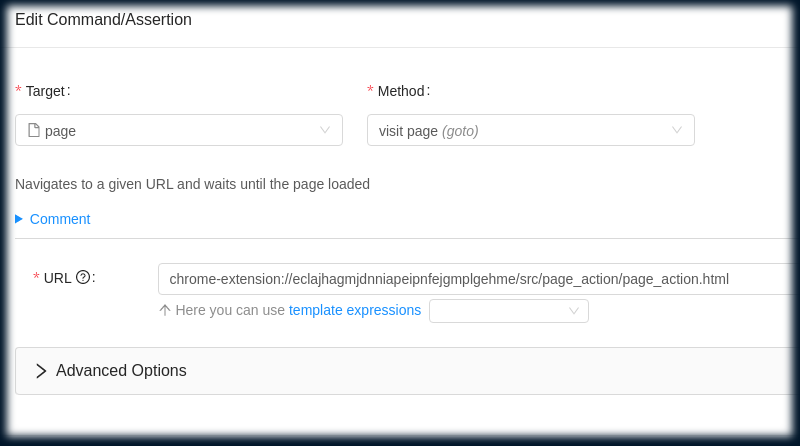 Edit Command/Assertion
* Target: * Method:
page visit page (goto)
Navigates to a given URL and waits until the page loaded
Comment
* URL ? : chrome-extension://eclajhagmjdnniapeipnfejgmplgehme/src/page_action/page_action.html
Here you can use template expressions
Advanced Options